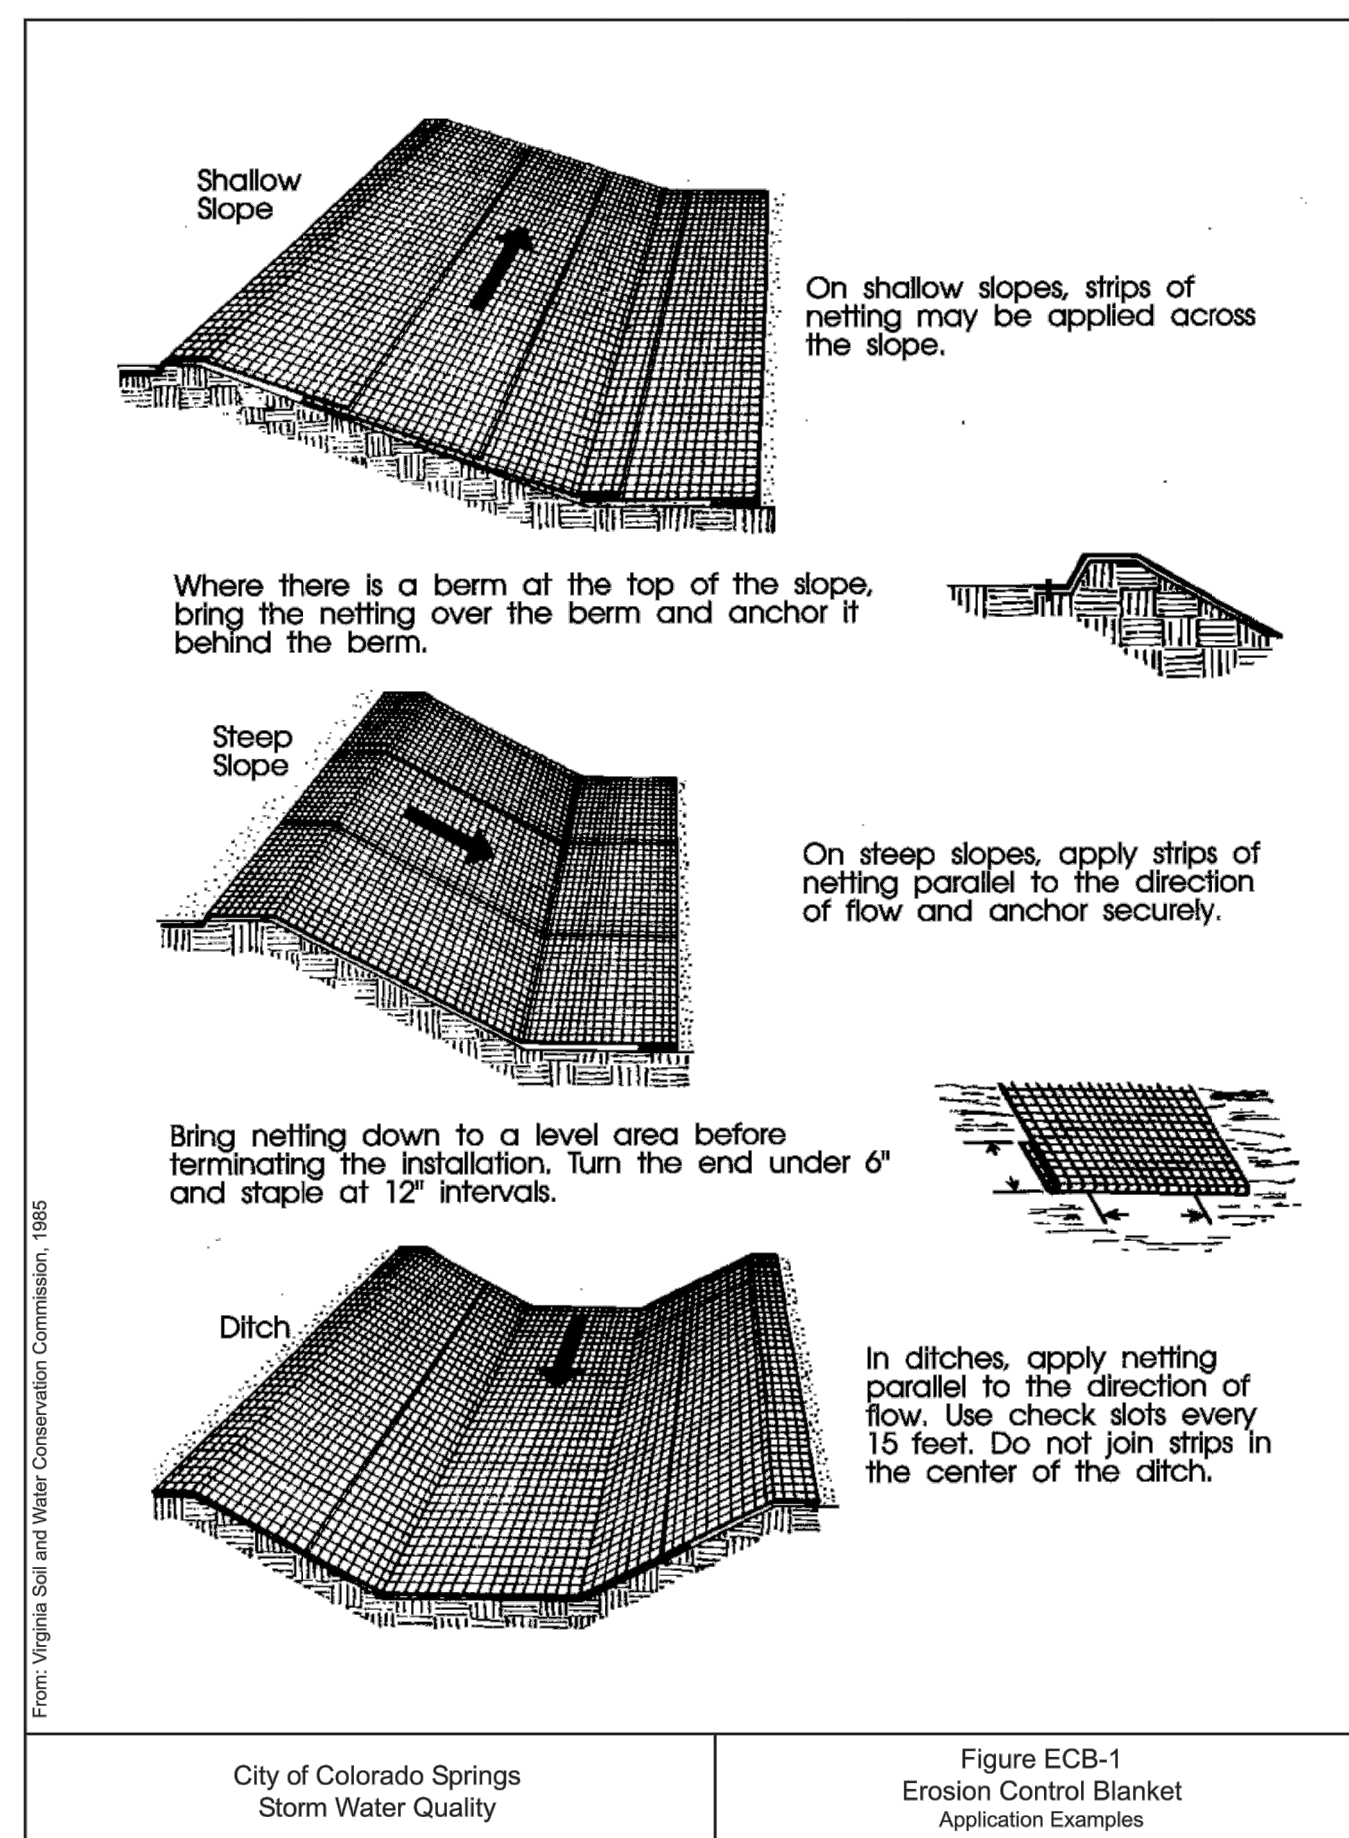 Shallow
Slope
On shallow slopes, strips of
netting may be applied across
the slope.
Where there is a berm at the top of the slope,
bring the netting over the berm and anchor it
behind the berm.
Steep
Slope
On steep slopes, apply strips of
netting parallel to the direction
of flow and anchor securely.
Bring netting down to a level area before
terminating the installation. Turn the end under 6"
and staple at 12" intervals.
Ditch
In ditches, apply netting
parallel to the direction of
flow. Use check slots every
15 feet. Do not join strips in
the center of the ditch.
From: Virginia Soil and Water Conservation Commission, 1985
City of Colorado Springs
Storm Water Quality
Figure ECB-1
Erosion Control Blanket
Application Examples